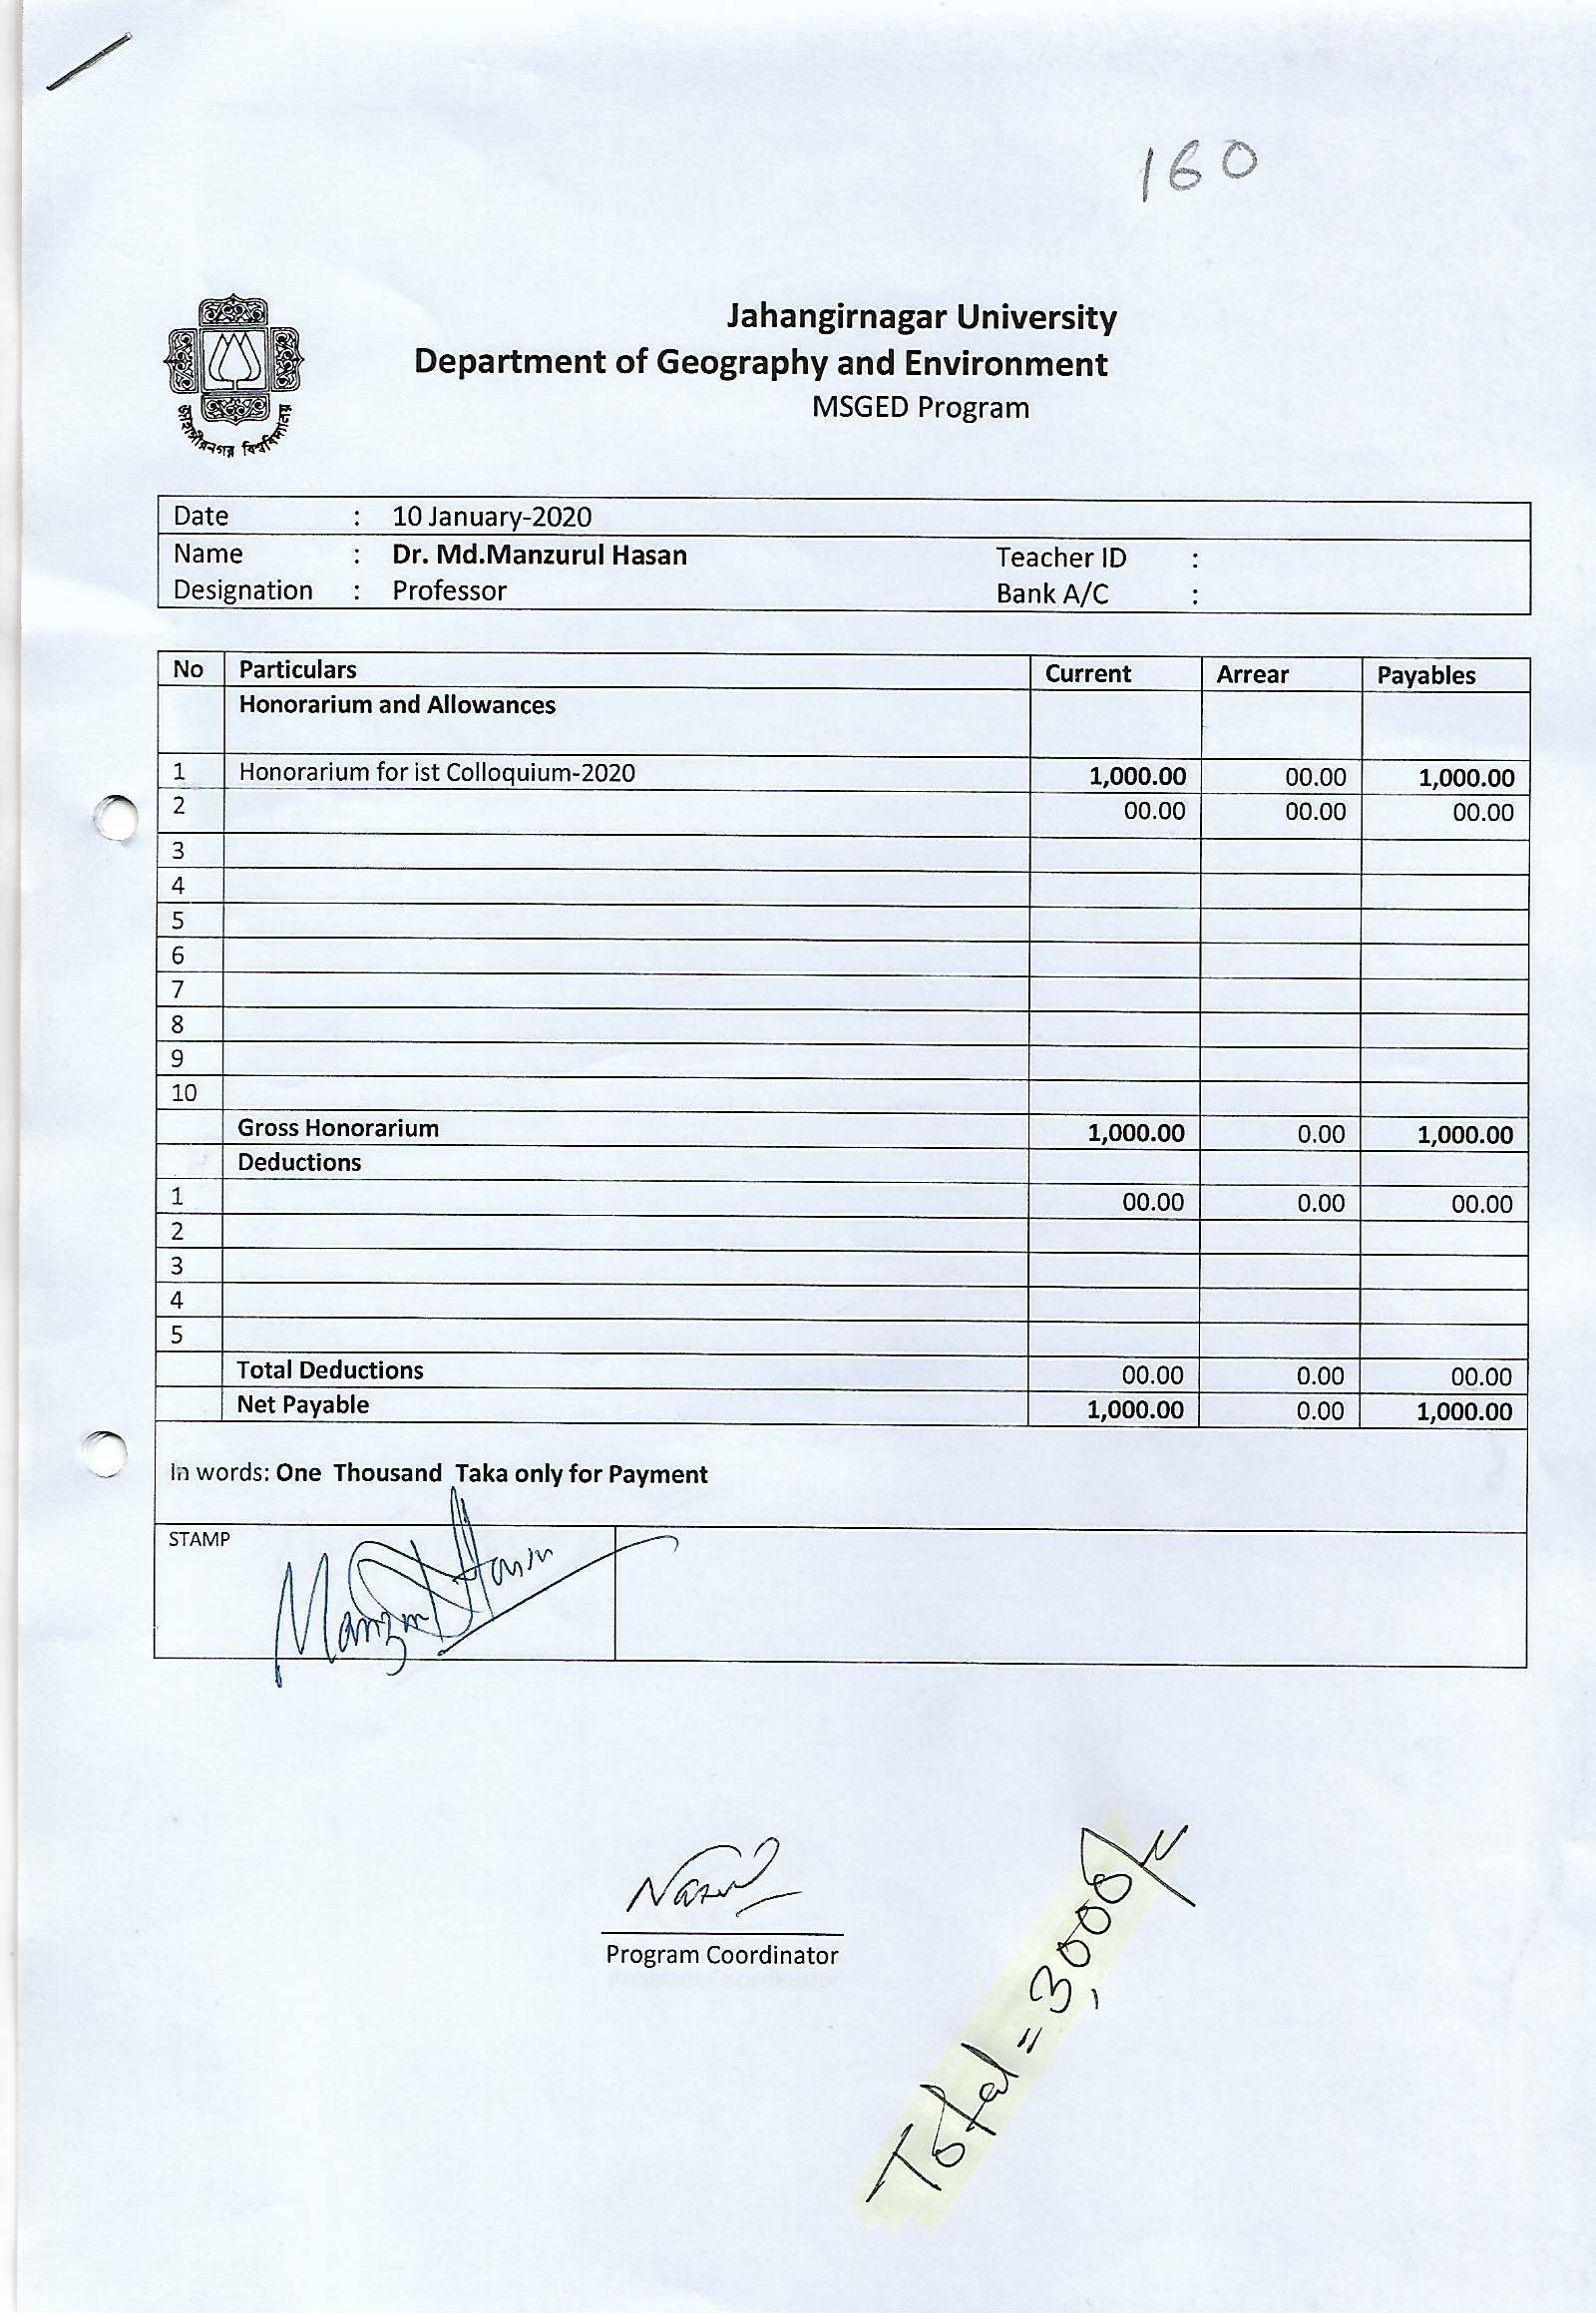 160
Jahangirnagar University
Department of Geography and Environment
MSGED Program
জাহাঙ্গীরনগর বিশ্ববিদ্যালয়
Date : 10 January-2020
Name : Dr. Md.Manzurul Hasan Teacher ID :
Designation : Professor Bank A/C :
No Particulars Current Arrear Payables
Honorarium and Allowances
1 Honorarium for ist Colloquium-2020 1,000.00 00.00 1,000.00
2 00.00 00.00 00.00
3
4
5
6
7
8
9
10
Gross Honorarium 1,000.00 0.00 1,000.00
Deductions
1 00.00 0.00 00.00
2
3
4
5
Total Deductions 00.00 0.00 00.00
Net Payable 1,000.00 0.00 1,000.00
In words: One Thousand Taka only for Payment
STAMP
Manzurul Hasan
Program Coordinator
Total = 3,000/-